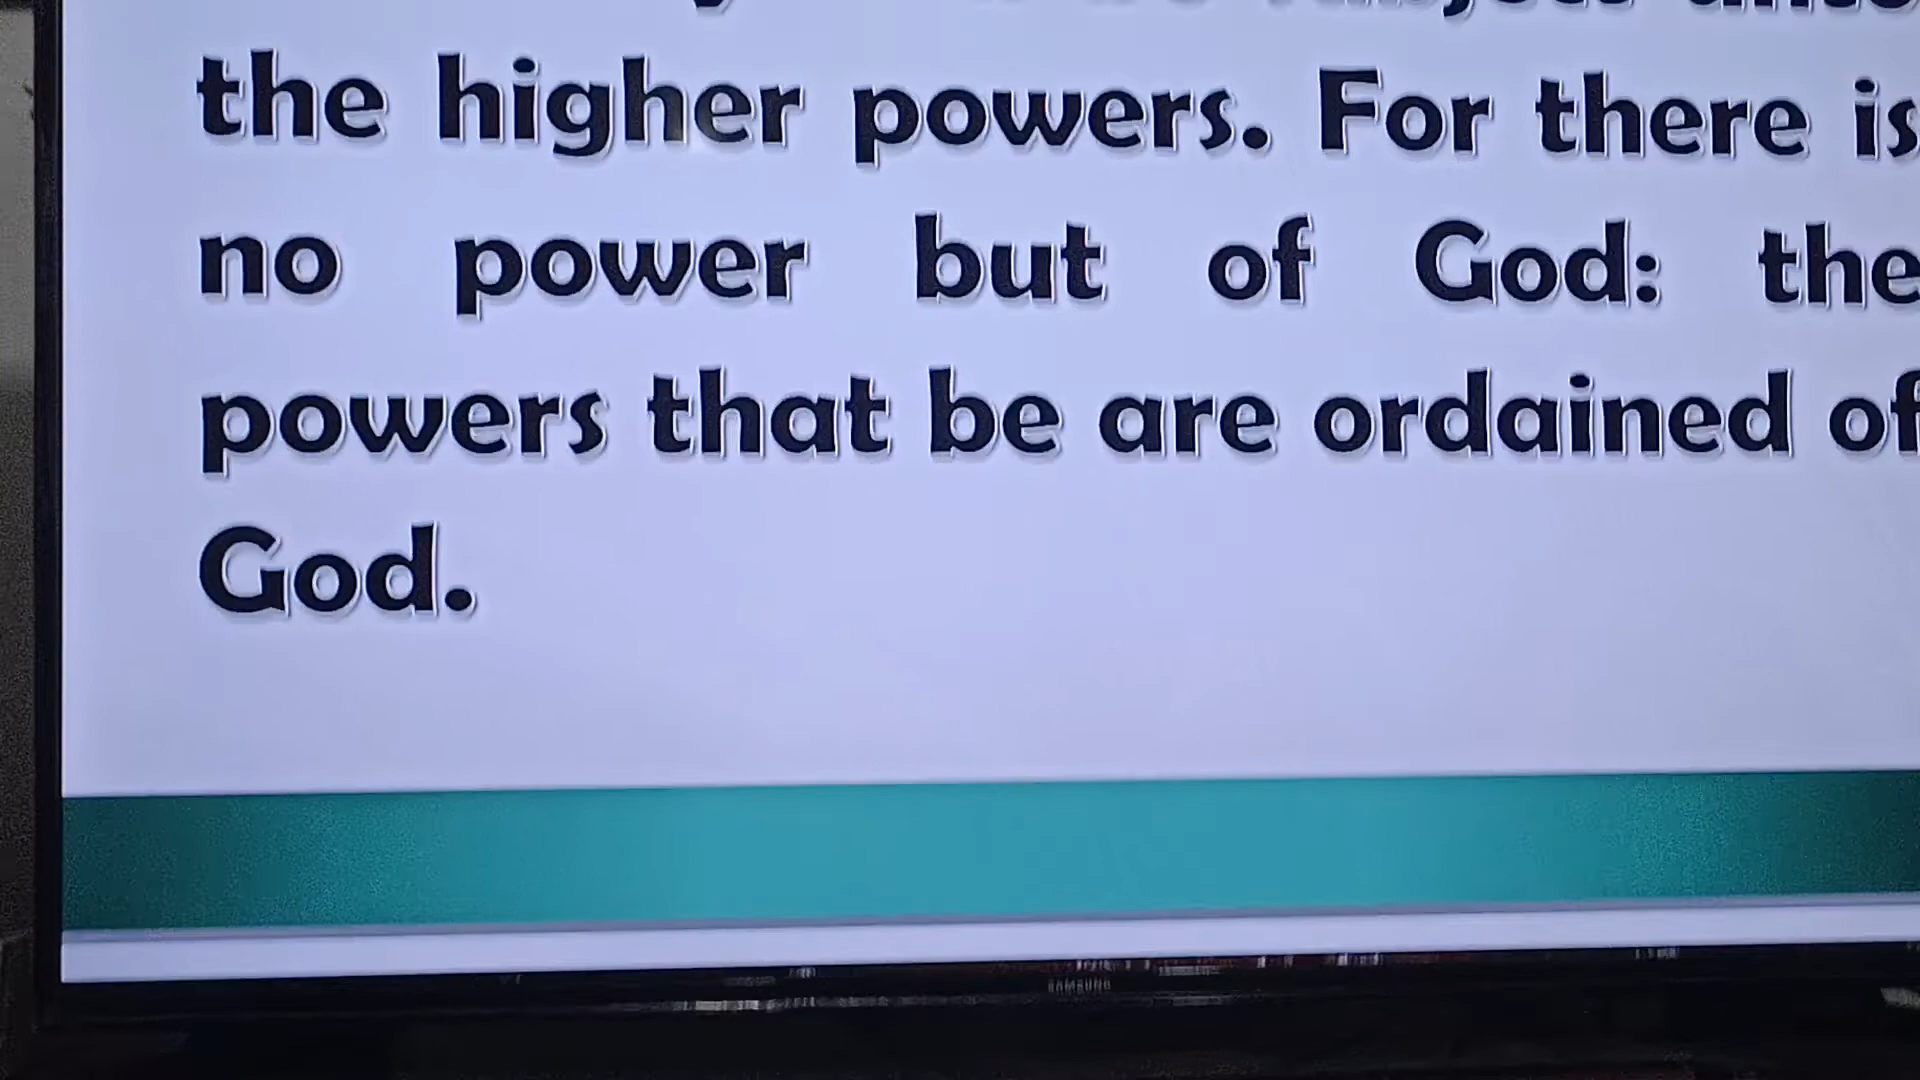 the higher powers. For there is
no power but of God: the
powers that be are ordained of
God.
SAMSUNG